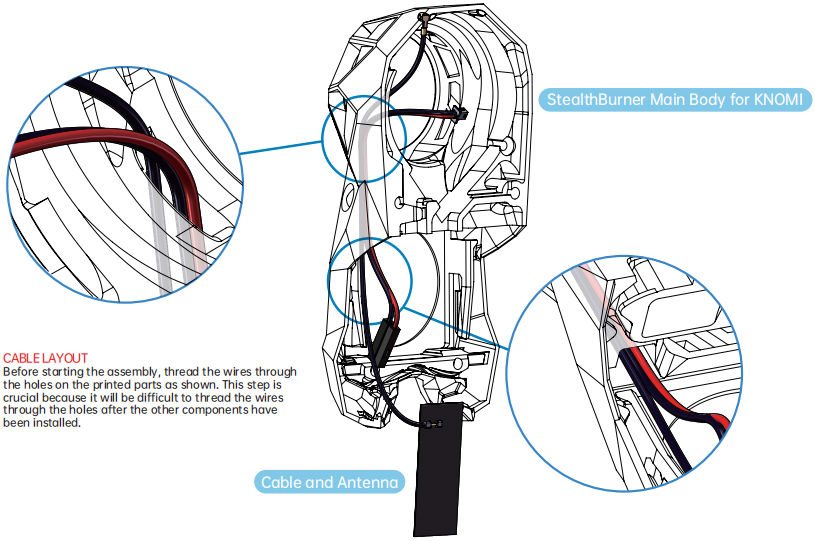 StealthBurner Main Body for KNOMI
CABLE LAYOUT
Before starting the assembly, thread the wires through
the holes on the printed parts as shown. This step is
crucial because it will be difficult to thread the wires
through the holes after the other components have
been installed.
Cable and Antenna